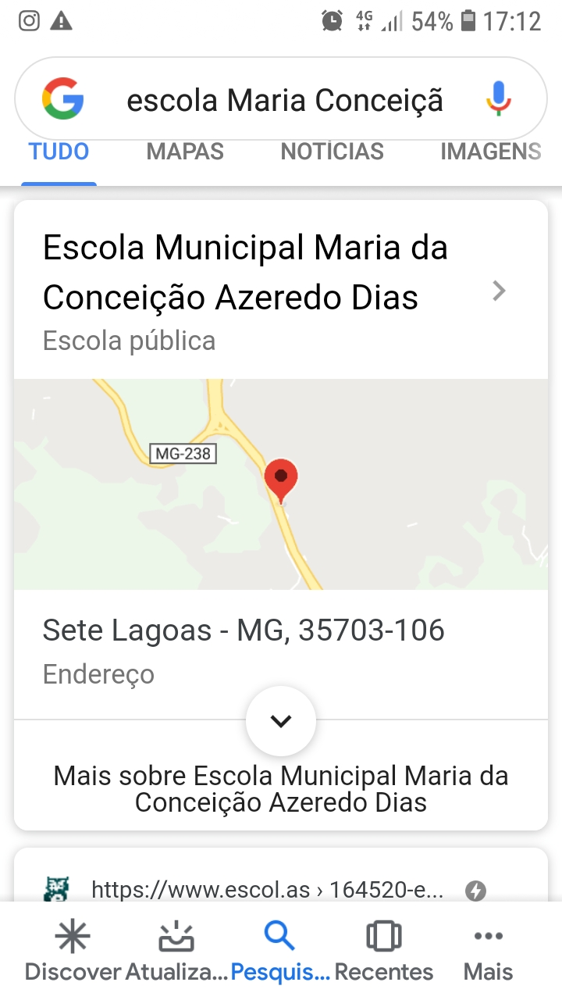 4G 54% 17:12
escola Maria Conceiçã
TUDO MAPAS NOTÍCIAS IMAGENS
Escola Municipal Maria da
Conceição Azeredo Dias
Escola pública
MG-238
Sete Lagoas - MG, 35703-106
Endereço
Mais sobre Escola Municipal Maria da
Conceição Azeredo Dias
https://www.escol.as › 164520-e...
Discover Atualiza... Pesquis... Recentes Mais